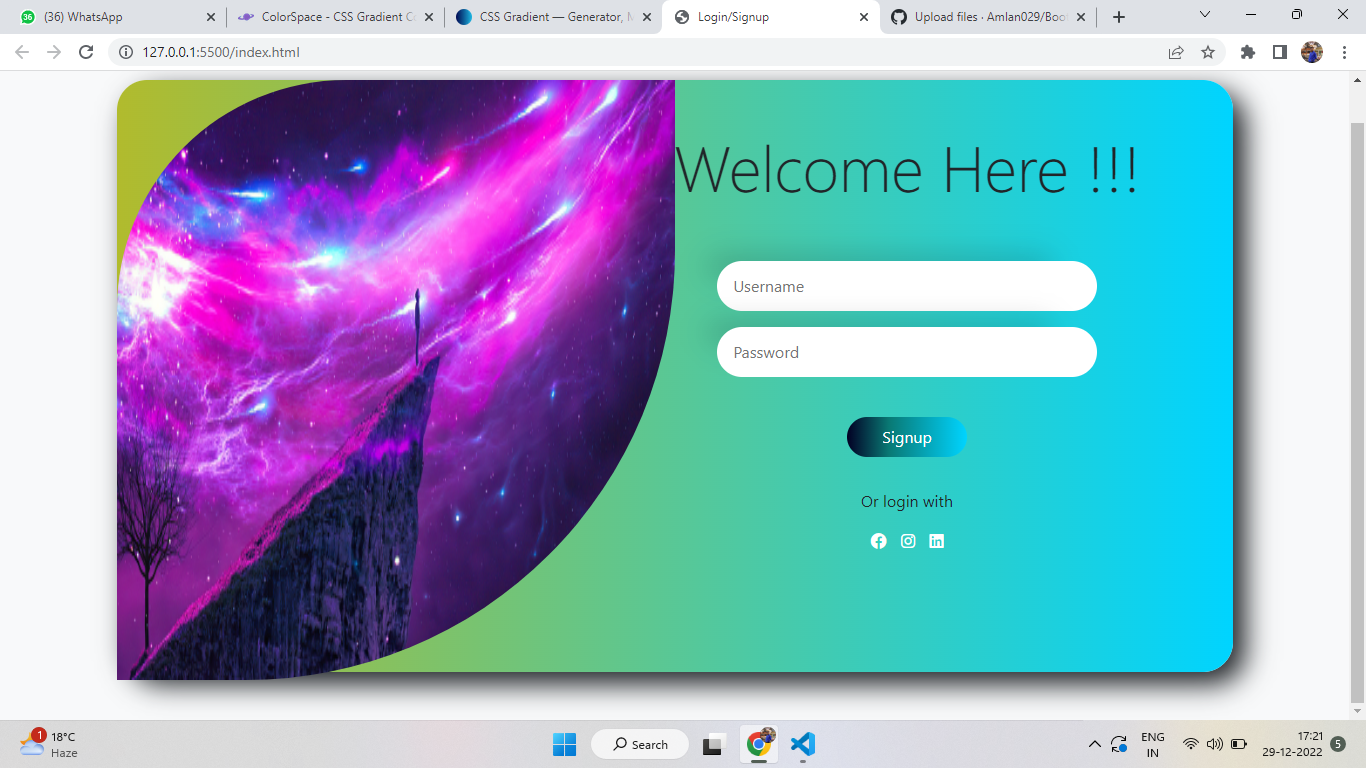 36
(36) WhatsApp
ColorSpace - CSS Gradient C
CSS Gradient — Generator, M
Login/Signup
Upload files · Amlan029/Boo
127.0.0.1:5500/index.html
Welcome Here !!!
Username
Password
Signup
Or login with
1
18°C
Haze
Search
ENG
IN
17:21
29-12-2022
5